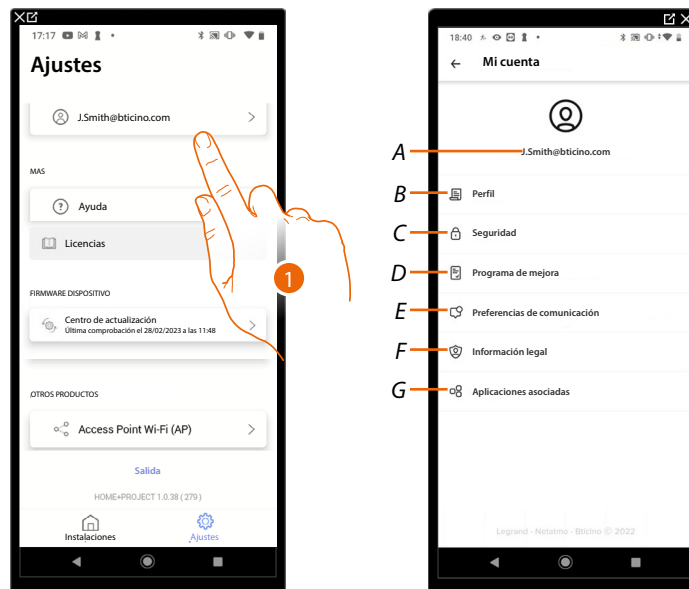 17:17
Ajustes
J.Smith@bticino.com
MAS
Ayuda
Licencias
1
FIRMWARE DISPOSITIVO
Centro de actualización
Última comprobación el 28/02/2023 a las 11:48
OTROS PRODUCTOS
Access Point Wi-Fi (AP)
Salida
HOME+PROJECT 1.0.38 ( 279 )
Instalaciones
Ajustes
18:40
Mi cuenta
A
J.Smith@bticino.com
B
Perfil
C
Seguridad
D
Programa de mejora
E
Preferencias de comunicación
F
Información legal
G
Aplicaciones asociadas
Legrand - Netatmo - Bticino © 2022